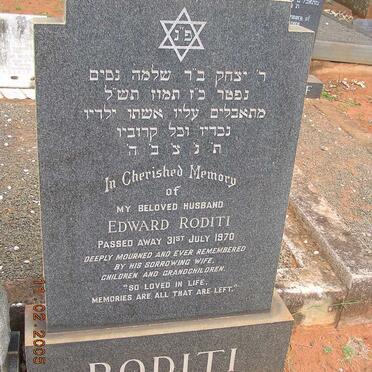 פ״נ
ר׳ יצחק ב״ר שלמה נסים
נפטר כ״ז תמוז תש״ל
מתאבלים עליו אשתו ילדיו
נכדיו וכל קרוביו
ת נ צ ב ה
In Cherished Memory
of
MY BELOVED HUSBAND
EDWARD RODITI
PASSED AWAY 31ST JULY 1970
DEEPLY MOURNED AND EVER REMEMBERED
BY HIS SORROWING WIFE,
CHILDREN AND GRANDCHILDREN.
"SO LOVED IN LIFE,
MEMORIES ARE ALL THAT ARE LEFT."
RODITI